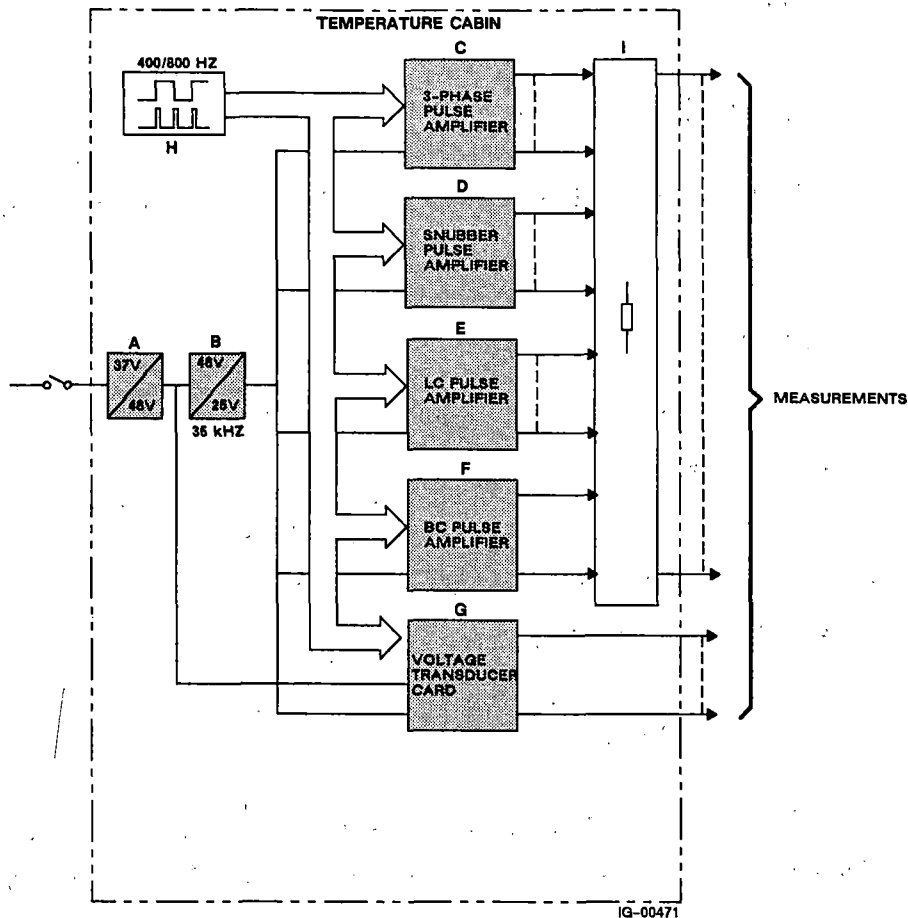 TEMPERATURE CABIN
400/800 HZ
H
C
3-PHASE
PULSE
AMPLIFIER
I
D
SNUBBER
PULSE
AMPLIFIER
A
37V
48V
B
48V
25V
35 kHZ
E
LC PULSE
AMPLIFIER
MEASUREMENTS
F
BC PULSE
AMPLIFIER
G
VOLTAGE
TRANSDUCER
CARD
IG-00471